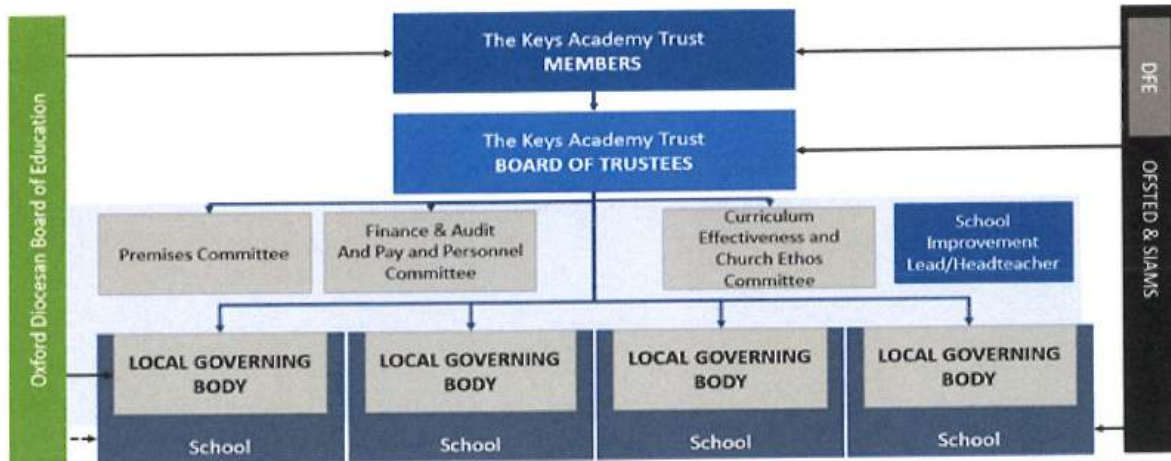 Oxford Diocesan Board of Education
The Keys Academy Trust
MEMBERS
DFE
OFSTED & SIAMS
The Keys Academy Trust
BOARD OF TRUSTEES
Premises Committee
Finance & Audit
And Pay and Personnel
Committee
Curriculum
Effectiveness and
Church Ethos
Committee
School
Improvement
Lead/Headteacher
LOCAL GOVERNING
BODY
School
LOCAL GOVERNING
BODY
School
LOCAL GOVERNING
BODY
School
LOCAL GOVERNING
BODY
School